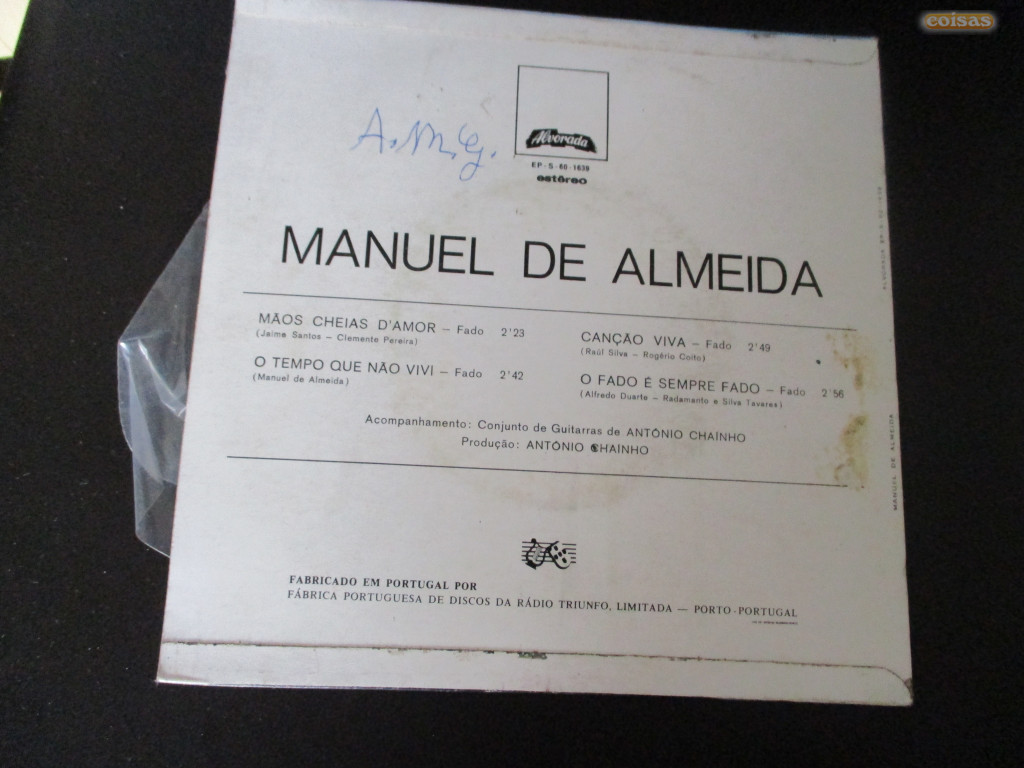 coisas
A. M. G.
Alvorada
EP-S-60-1639
estéreo
MANUEL DE ALMEIDA
MÃOS CHEIAS D'AMOR — Fado 2'23
(Jaime Santos — Clemente Pereira)
O TEMPO QUE NÃO VIVI — Fado 2'42
(Manuel de Almeida)
CANÇÃO VIVA — Fado 2'49
(Raúl Silva — Rogério Coito)
O FADO É SEMPRE FADO — Fado 2'56
(Alfredo Duarte — Radamanto e Silva Tavares)
Acompanhamento: Conjunto de Guitarras de ANTÓNIO CHAÍNHO
Produção: ANTÓNIO CHAÍNHO
FABRICADO EM PORTUGAL POR
FÁBRICA PORTUGUESA DE DISCOS DA RÁDIO TRIUNFO, LIMITADA — PORTO-PORTUGAL
MANUEL DE ALMEIDA